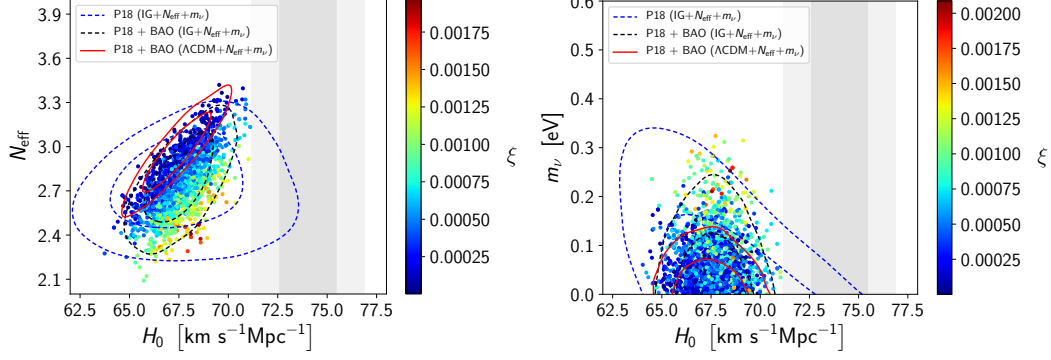 P18 (IG+N_eff+m_ν)
P18 + BAO (IG+N_eff+m_ν)
P18 + BAO (ΛCDM+N_eff+m_ν)
3.9
3.6
3.3
3.0
2.7
2.4
2.1
N_eff
62.5 65.0 67.5 70.0 72.5 75.0 77.5
H_0 [km s^−1 Mpc^−1]
0.00175
0.00150
0.00125
0.00100
0.00075
0.00050
0.00025
ξ
P18 (IG+N_eff+m_ν)
P18 + BAO (IG+N_eff+m_ν)
P18 + BAO (ΛCDM+N_eff+m_ν)
0.6
0.5
0.4
0.3
0.2
0.1
0.0
m_ν [eV]
62.5 65.0 67.5 70.0 72.5 75.0 77.5
H_0 [km s^−1 Mpc^−1]
0.00200
0.00175
0.00150
0.00125
0.00100
0.00075
0.00050
0.00025
ξ